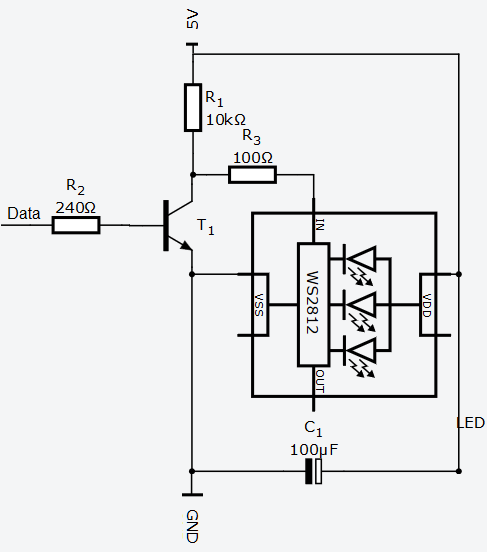 5V
R1
10kΩ
R3
100Ω
R2
240Ω
Data
T1
IN
VSS
WS2812
VDD
OUT
C1
100µF
LED
GND